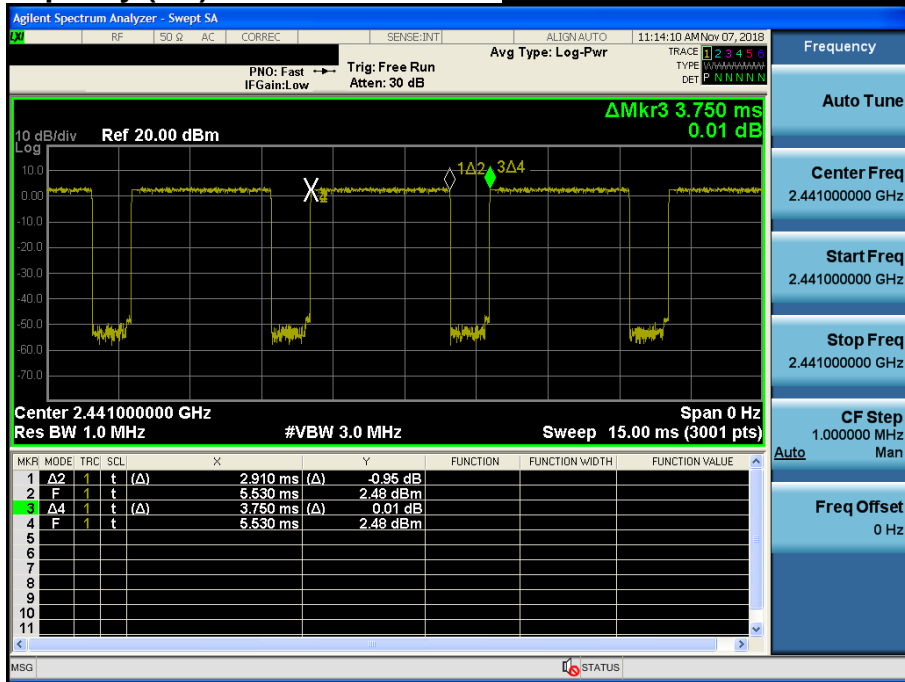 Agilent Spectrum Analyzer - Swept SA
LXI RF 50 Ω AC CORREC SENSE:INT ALIGN AUTO 11:14:10 AM Nov 07, 2018
Avg Type: Log-Pwr
TRACE 1 2 3 4 5 6
TYPE WWWWWW
DET P N N N N N
PNO: Fast
IFGain:Low
Trig: Free Run
Atten: 30 dB
ΔMkr3 3.750 ms
0.01 dB
10 dB/div Ref 20.00 dBm
Log
10.0
0.00
-10.0
-20.0
-30.0
-40.0
-50.0
-60.0
-70.0
X
1Δ2 3Δ4
Center 2.441000000 GHz Span 0 Hz
Res BW 1.0 MHz #VBW 3.0 MHz Sweep 15.00 ms (3001 pts)
MKR MODE TRC SCL X Y FUNCTION FUNCTION WIDTH FUNCTION VALUE
1 Δ2 1 t (Δ) 2.910 ms (Δ) -0.95 dB
2 F 1 t 5.530 ms 2.48 dBm
3 Δ4 1 t (Δ) 3.750 ms (Δ) 0.01 dB
4 F 1 t 5.530 ms 2.48 dBm
5
6
7
8
9
10
11
MSG STATUS
Frequency
Auto Tune
Center Freq
2.441000000 GHz
Start Freq
2.441000000 GHz
Stop Freq
2.441000000 GHz
CF Step
1.000000 MHz
Auto Man
Freq Offset
0 Hz